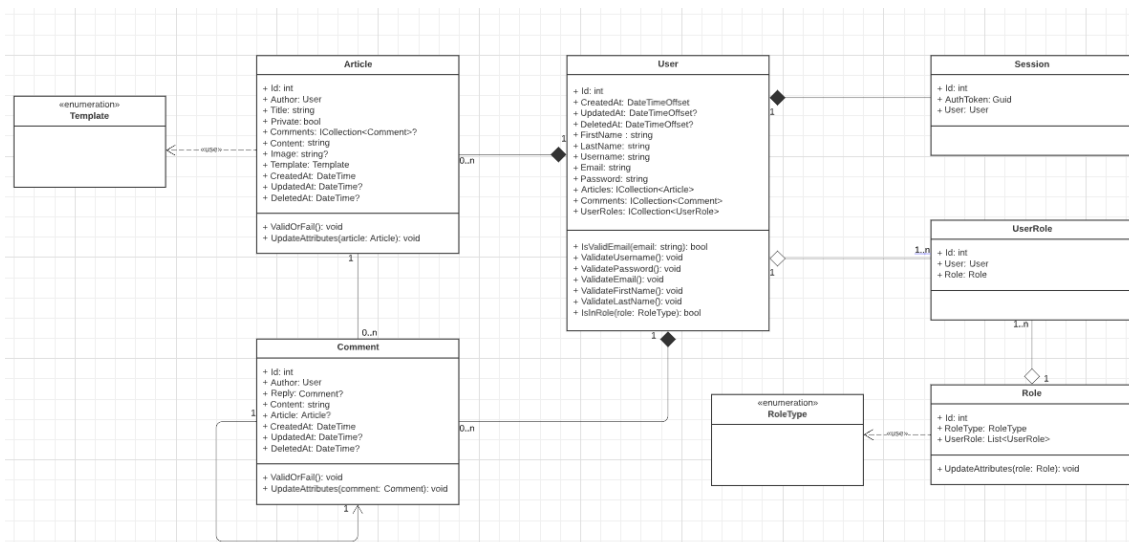 «enumeration»
Template
«use»
Article
+ Id: int
+ Author: User
+ Title: string
+ Private: bool
+ Comments: ICollection<Comment>?
+ Content: string
+ Image: string?
+ Template: Template
+ CreatedAt: DateTime
+ UpdatedAt: DateTime?
+ DeletedAt: DateTime?
+ ValidOrFail(): void
+ UpdateAttributes(article: Article): void
0..n
1
1
0..n
User
+ Id: int
+ CreatedAt: DateTimeOffset
+ UpdatedAt: DateTimeOffset?
+ DeletedAt: DateTimeOffset?
+ FirstName : string
+ LastName: string
+ Username: string
+ Email: string
+ Password: string
+ Articles: ICollection<Article>
+ Comments: ICollection<Comment>
+ UserRoles: ICollection<UserRole>
+ IsValidEmail(email: string): bool
+ ValidateUsername(): void
+ ValidatePassword(): void
+ ValidateEmail(): void
+ ValidateFirstName(): void
+ ValidateLastName(): void
+ IsInRole(role: RoleType): bool
1
Session
+ Id: int
+ AuthToken: Guid
+ User: User
1
1..n
UserRole
+ Id: int
+ User: User
+ Role: Role
1..n
1
Comment
+ Id: int
+ Author: User
+ Reply: Comment?
+ Content: string
+ Article: Article?
+ CreatedAt: DateTime
+ UpdatedAt: DateTime?
+ DeletedAt: DateTime?
+ ValidOrFail(): void
+ UpdateAttributes(comment: Comment): void
1
1
1
0..n
«enumeration»
RoleType
«use»
Role
+ Id: int
+ RoleType: RoleType
+ UserRole: List<UserRole>
+ UpdateAttributes(role: Role): void